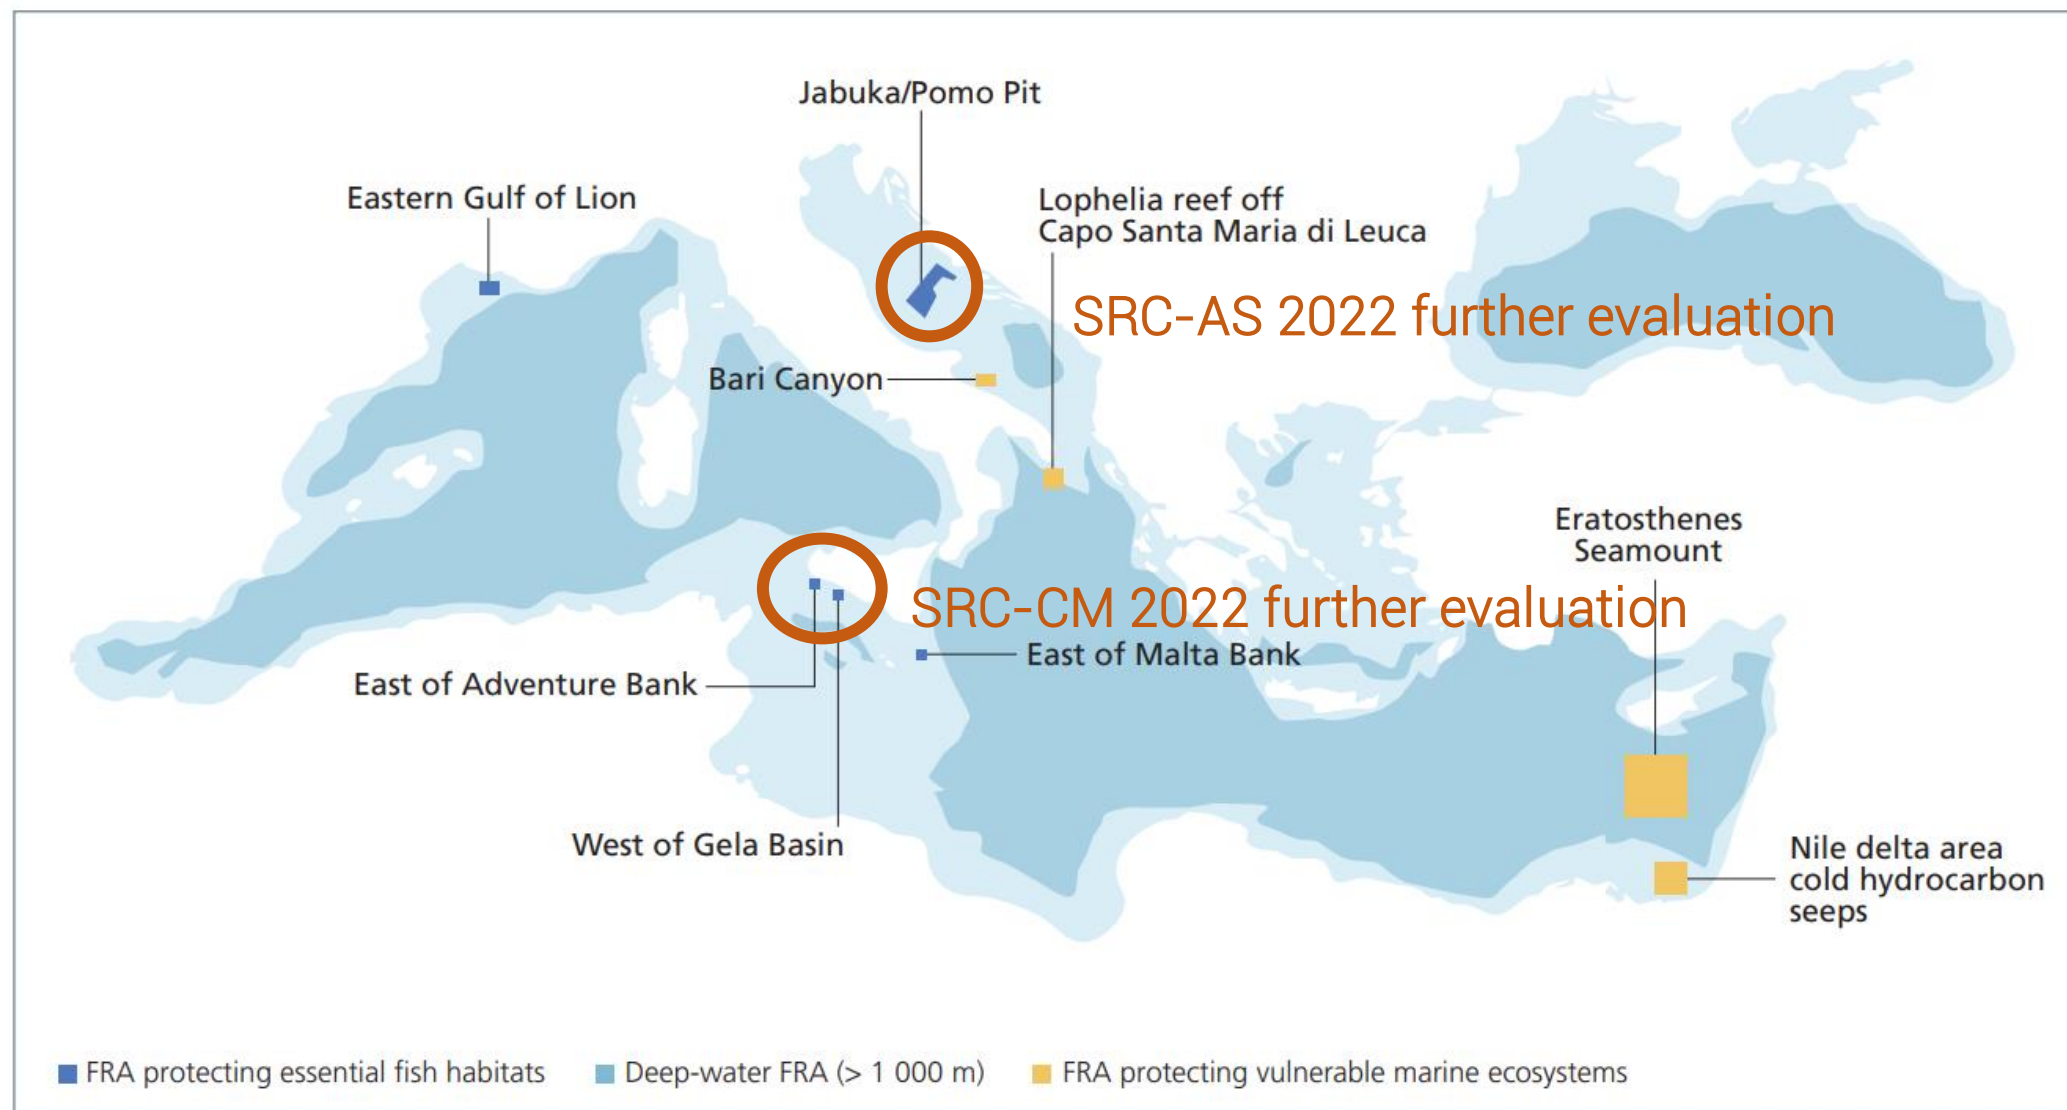 Jabuka/Pomo Pit
Eastern Gulf of Lion
Lophelia reef off
Capo Santa Maria di Leuca
SRC-AS 2022 further evaluation
Bari Canyon
Eratosthenes
Seamount
SRC-CM 2022 further evaluation
East of Malta Bank
East of Adventure Bank
West of Gela Basin
Nile delta area
cold hydrocarbon
seeps
FRA protecting essential fish habitats
Deep-water FRA (> 1 000 m)
FRA protecting vulnerable marine ecosystems